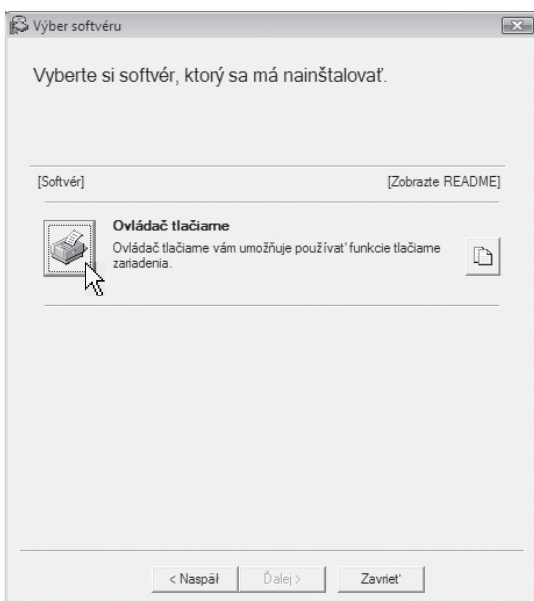 Výber softvéru
Vyberte si softvér, ktorý sa má nainštalovať.
[Softvér] [Zobrazte README]
Ovládač tlačiarne
Ovládač tlačiarne vám umožňuje používať funkcie tlačiarne
zariadenia.
< Naspäť Ďalej > Zavrieť